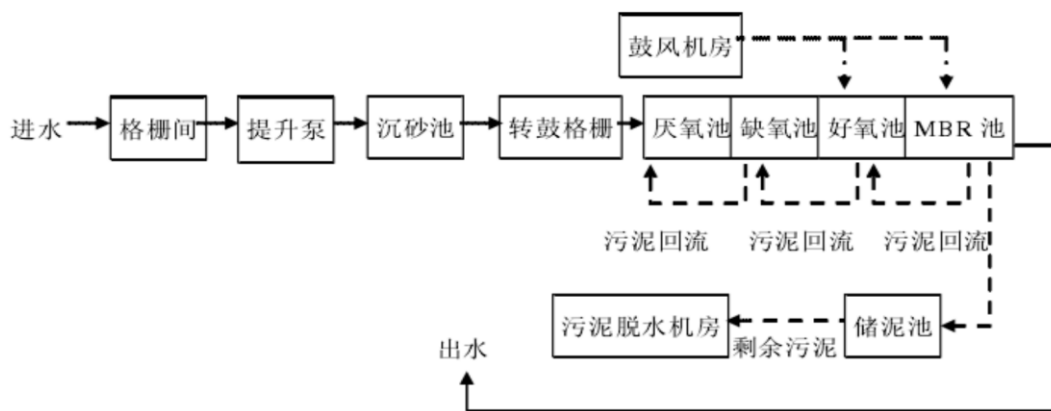 鼓风机房
进水
格栅间
提升泵
沉砂池
转鼓格栅
厌氧池
缺氧池
好氧池
MBR 池
污泥回流
污泥回流
污泥回流
污泥脱水机房
剩余污泥
储泥池
出水